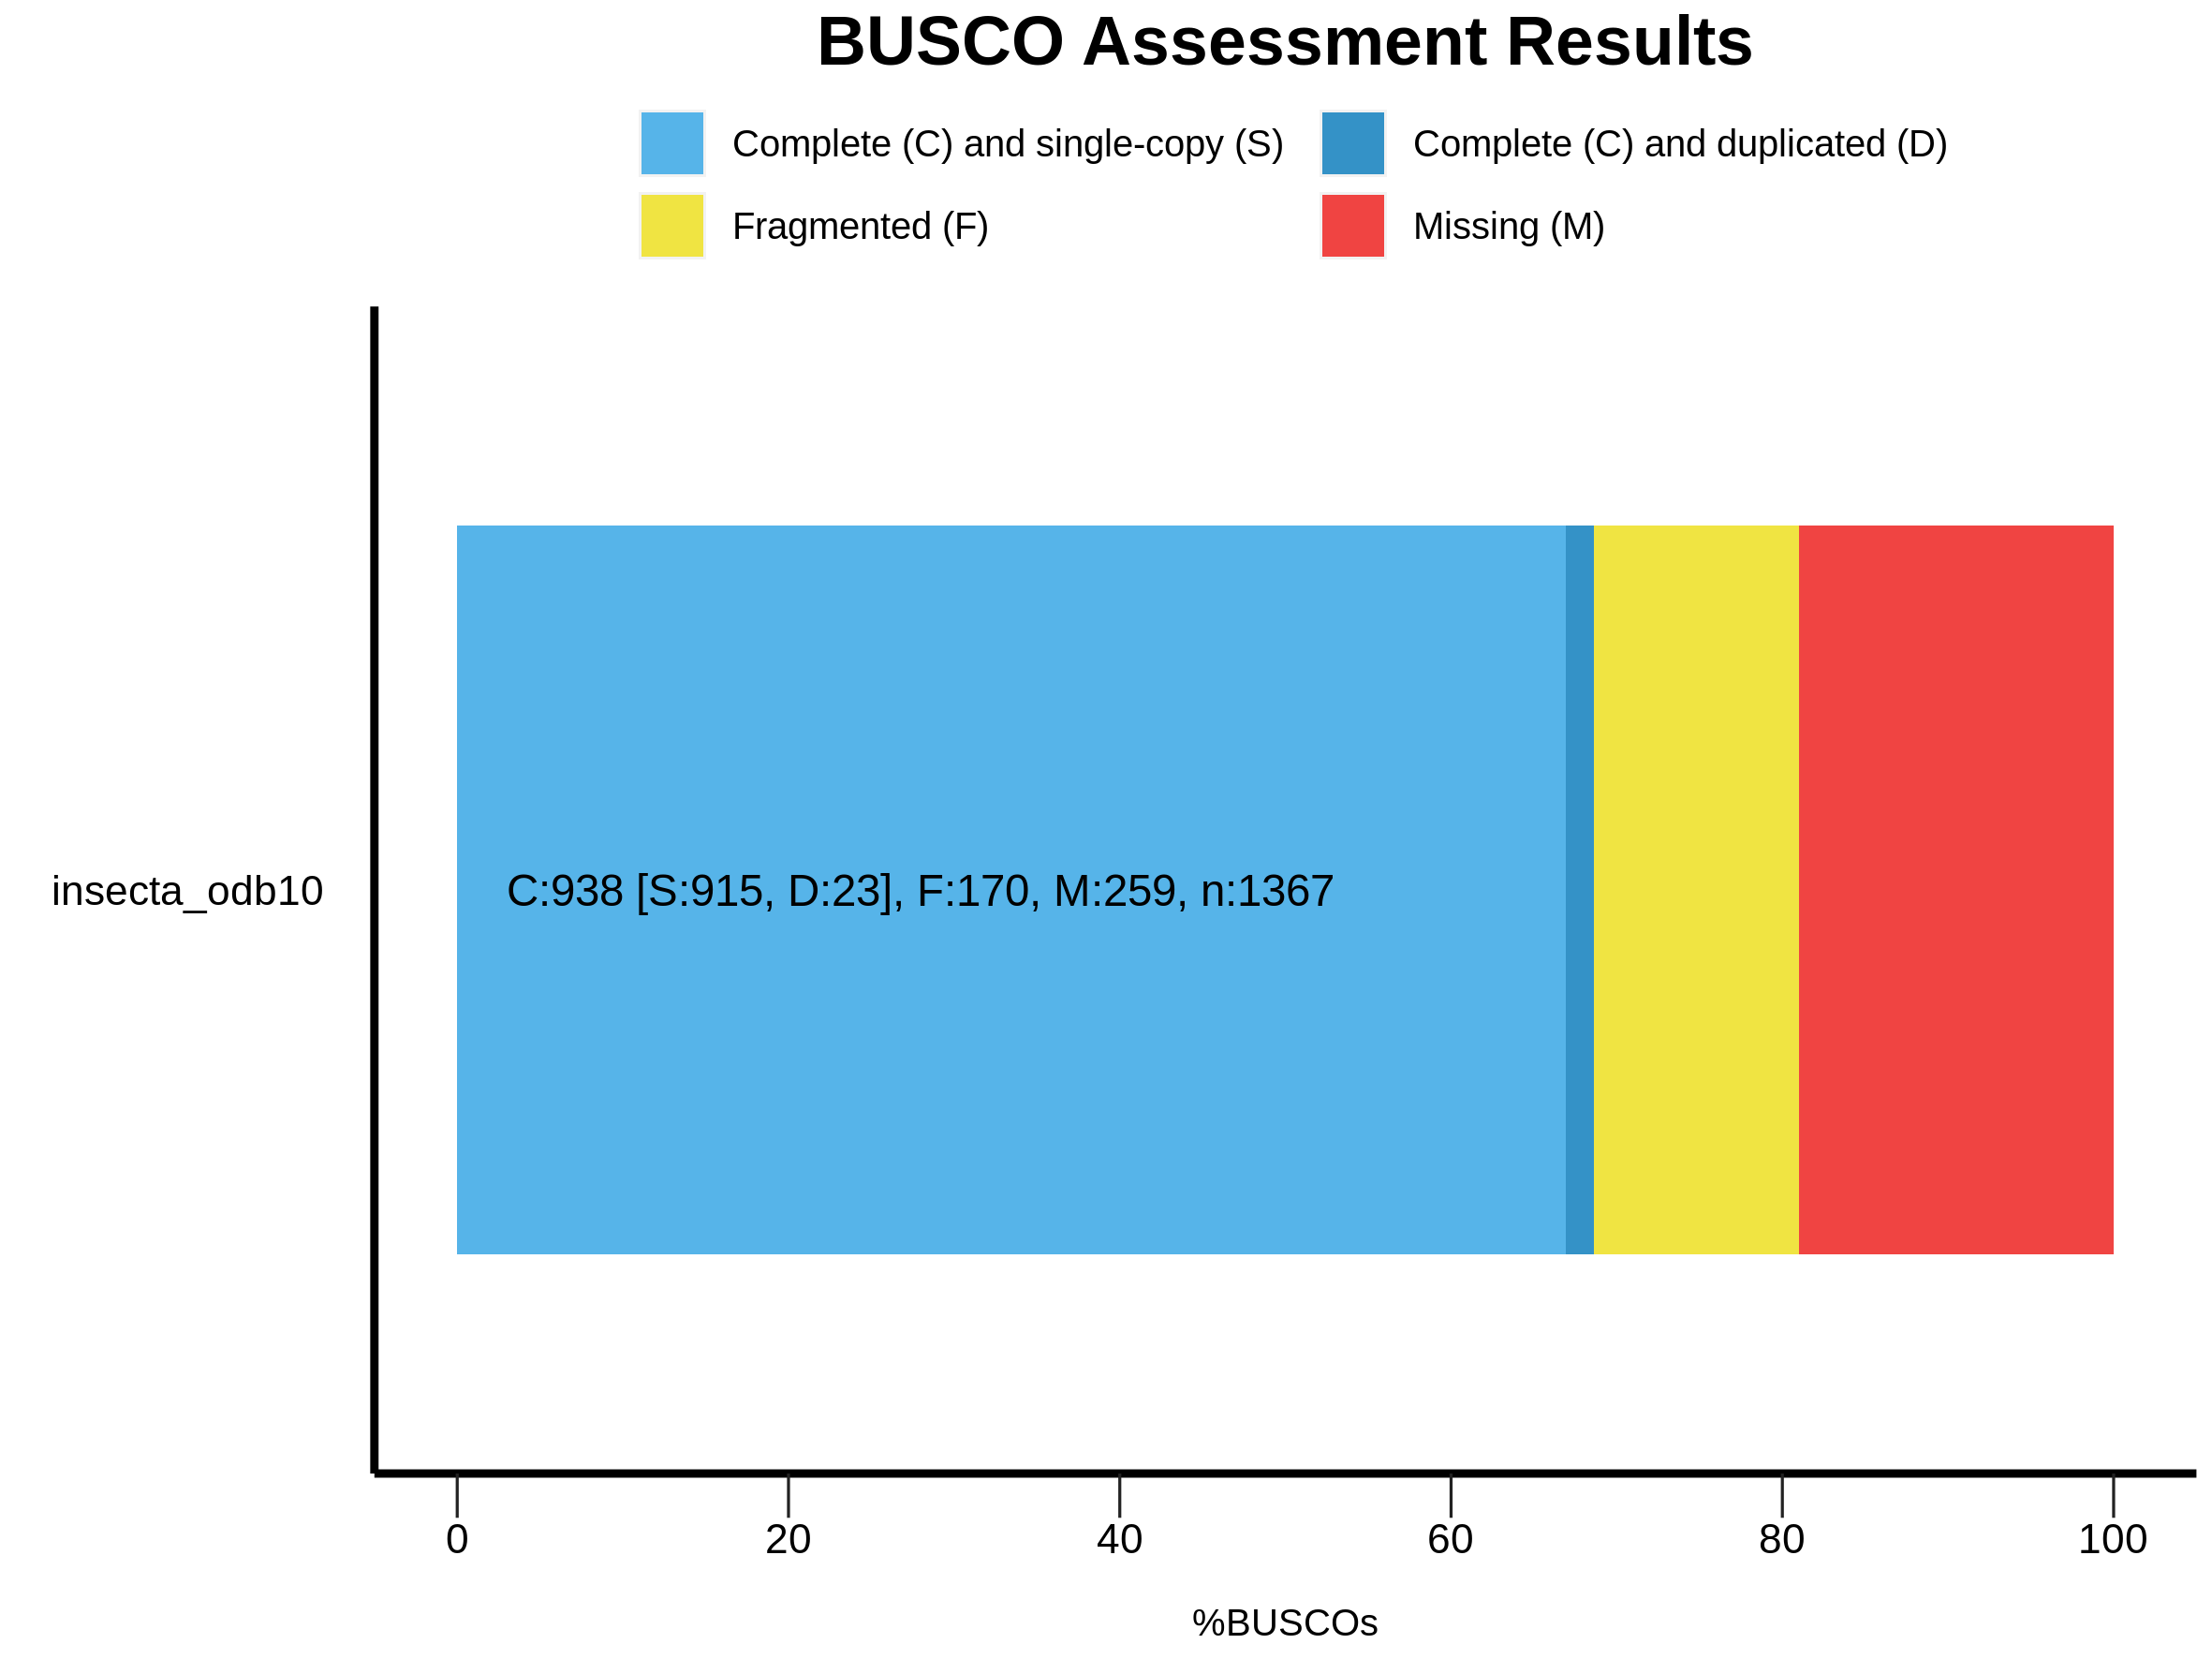 BUSCO Assessment Results
Complete (C) and single-copy (S) Complete (C) and duplicated (D)
Fragmented (F) Missing (M)
insecta_odb10 C:938 [S:915, D:23], F:170, M:259, n:1367
0 20 40 60 80 100
%BUSCOs